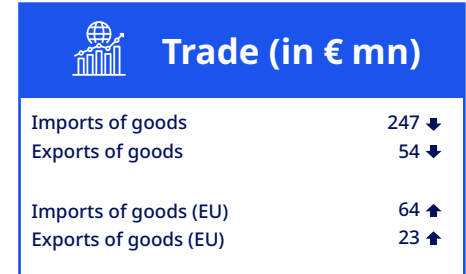 Trade (in € mn)
Imports of goods 247
Exports of goods 54
Imports of goods (EU) 64
Exports of goods (EU) 23